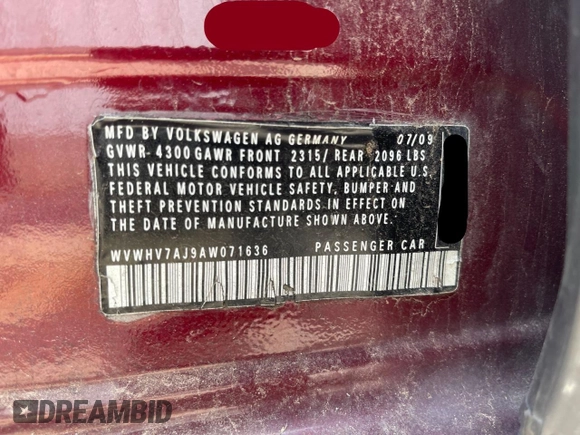 MFD BY VOLKSWAGEN AG GERMANY 07/09
GVWR- 4300 GAWR FRONT 2315/ REAR 2096 LBS
THIS VEHICLE CONFORMS TO ALL APPLICABLE U.S.
FEDERAL MOTOR VEHICLE SAFETY, BUMPER AND
THEFT PREVENTION STANDARDS IN EFFECT ON
THE DATE OF MANUFACTURE SHOWN ABOVE.
WVWHV7AJ9AW071636 PASSENGER CAR
DREAMBID